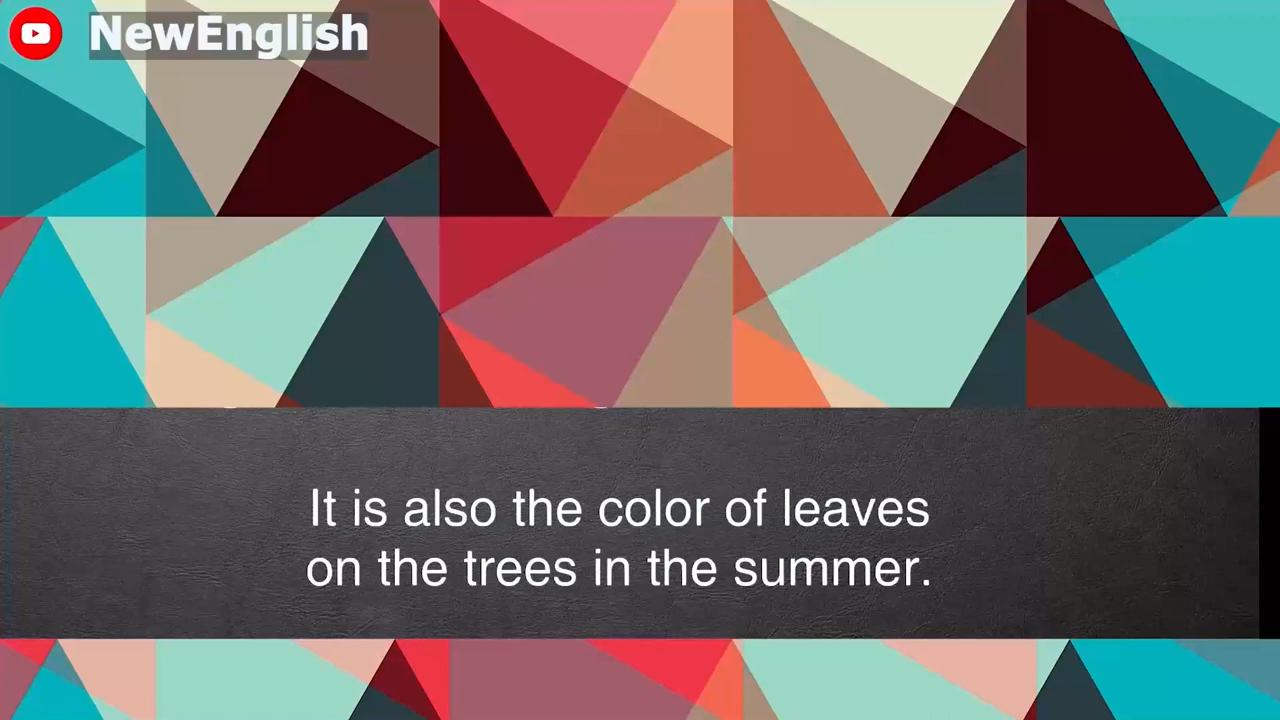 NewEnglish
It is also the color of leaves
on the trees in the summer.